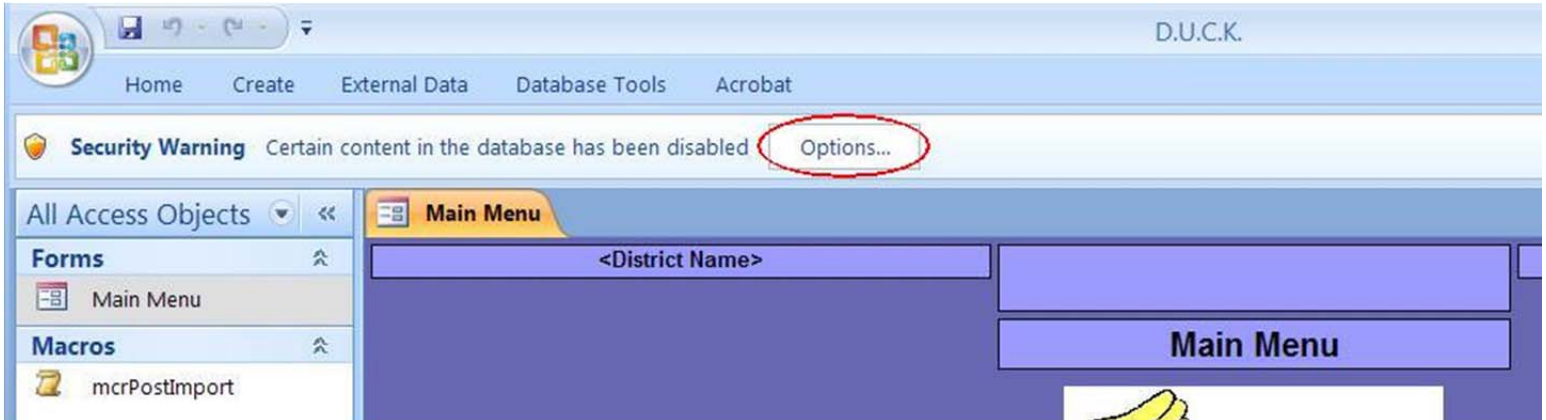 D.U.C.K.
Home Create External Data Database Tools Acrobat
Security Warning Certain content in the database has been disabled Options...
All Access Objects
Main Menu
Forms
<District Name>
Main Menu
Macros
Main Menu
mcrPostImport